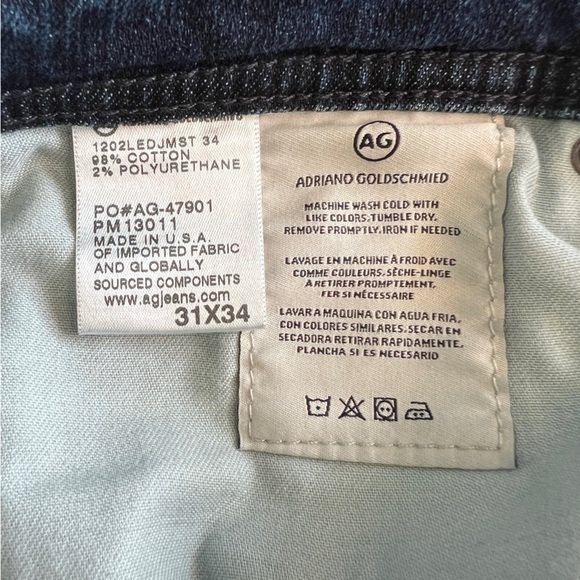 1202LEDJMST 34
98% COTTON
2% POLYURETHANE
PO#AG-47901
PM13011
MADE IN U.S.A.
OF IMPORTED FABRIC
AND GLOBALLY
SOURCED COMPONENTS
www.agjeans.com
31X34
AG
ADRIANO GOLDSCHMIED
MACHINE WASH COLD WITH
LIKE COLORS. TUMBLE DRY.
REMOVE PROMPTLY. IRON IF NEEDED
LAVAGE EN MACHINE À FROID AVEC
COMME COULEURS. SÈCHE-LINGE
À RETIRER PROMPTEMENT.
FER SI NÉCESSAIRE
LAVAR A MAQUINA CON AGUA FRIA,
CON COLORES SIMILARES. SECAR EN
SECADORA RETIRAR RAPIDAMENTE.
PLANCHA SI ES NECESARIO